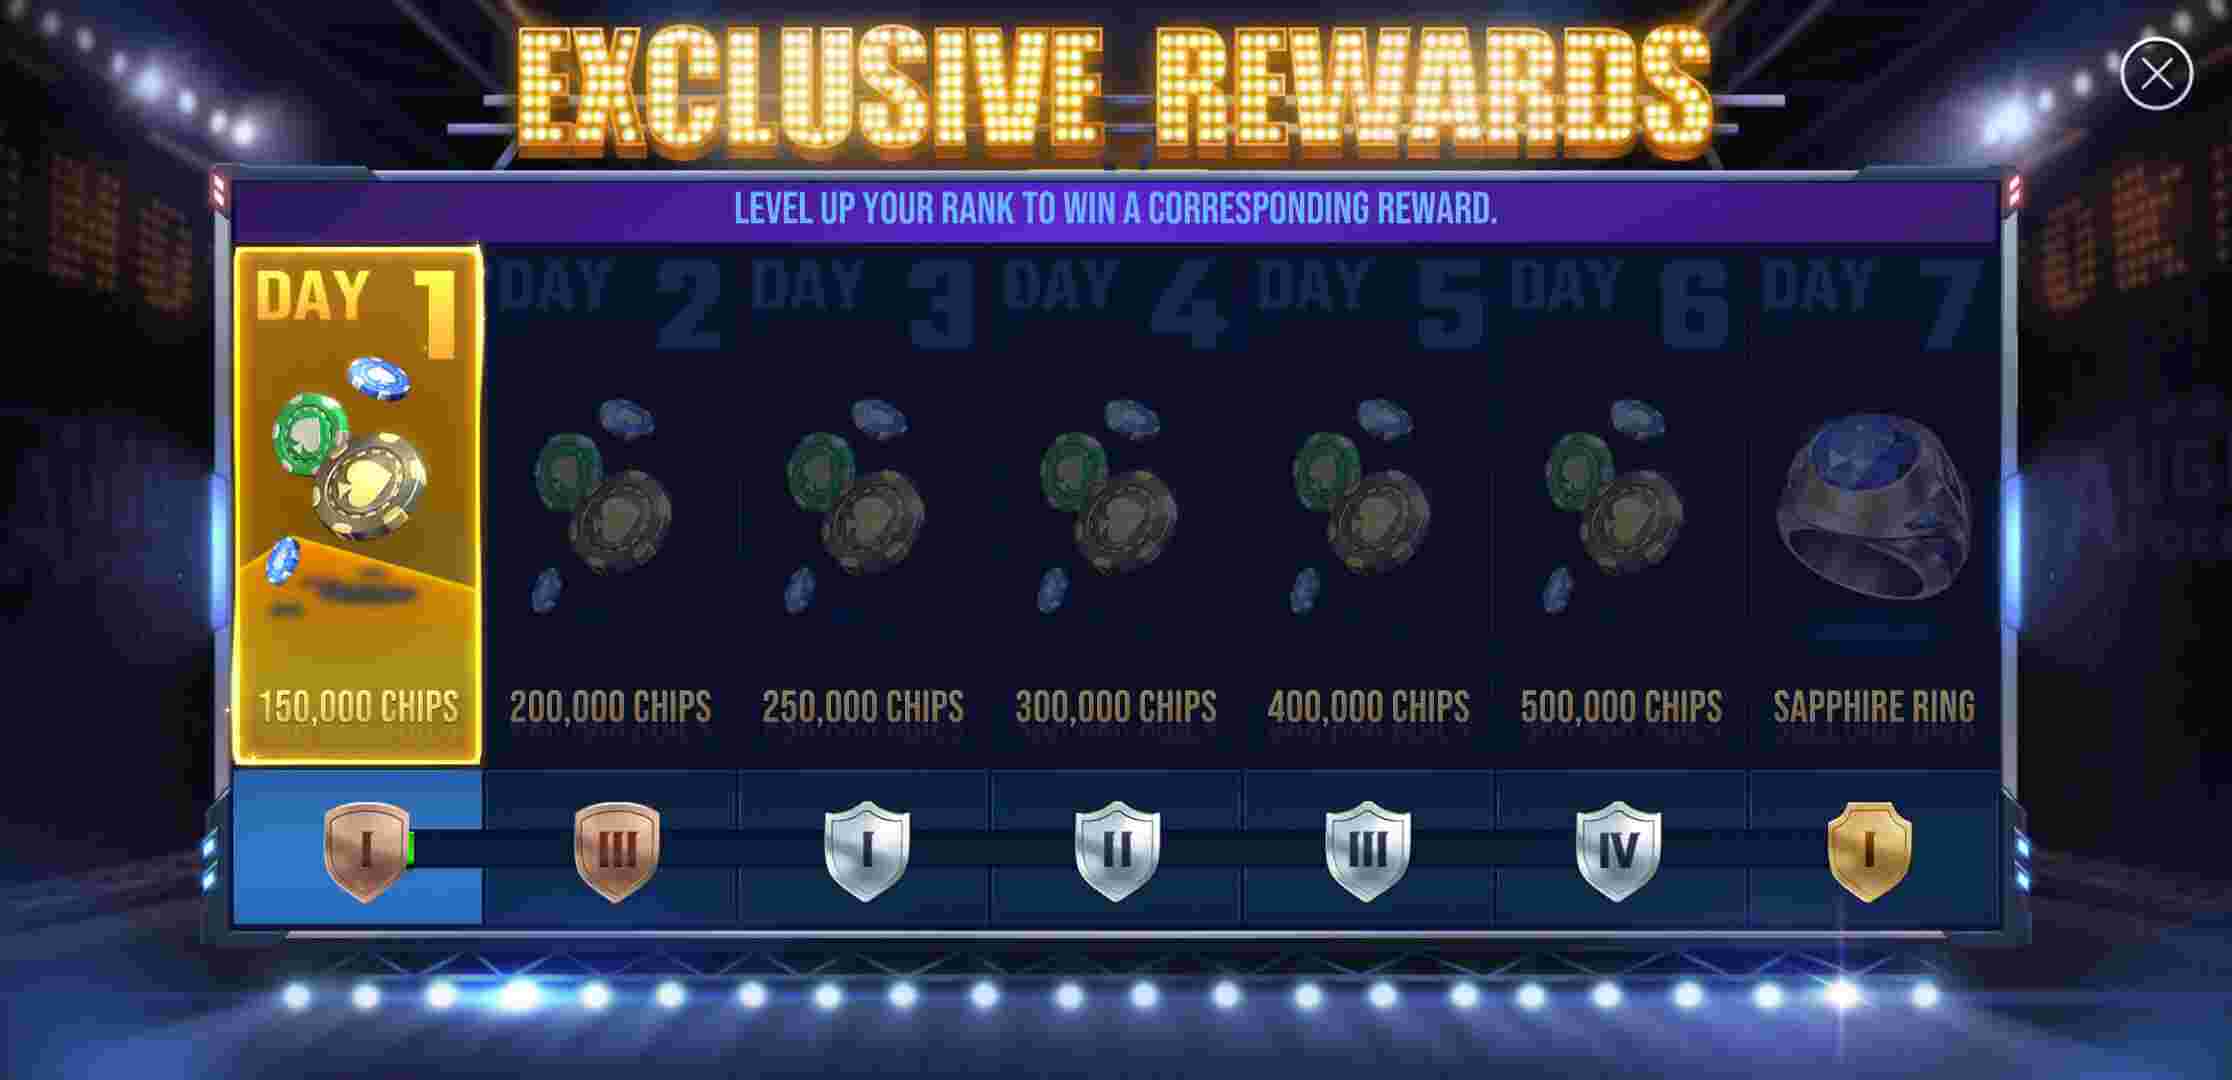 EXCLUSIVE REWARDS
LEVEL UP YOUR RANK TO WIN A CORRESPONDING REWARD.
DAY 1
DAY 2
DAY 3
DAY 4
DAY 5
DAY 6
DAY 7
150,000 CHIPS
200,000 CHIPS
250,000 CHIPS
300,000 CHIPS
400,000 CHIPS
500,000 CHIPS
SAPPHIRE RING
I
III
I
II
III
IV
I